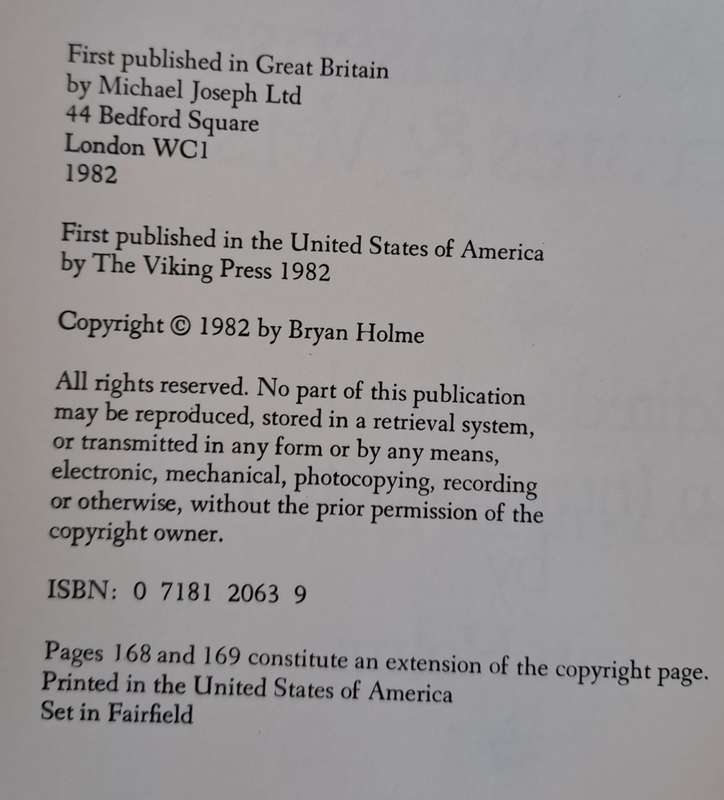 First published in Great Britain
by Michael Joseph Ltd
44 Bedford Square
London WC1
1982
First published in the United States of America
by The Viking Press 1982
Copyright © 1982 by Bryan Holme
All rights reserved. No part of this publication
may be reproduced, stored in a retrieval system,
or transmitted in any form or by any means,
electronic, mechanical, photocopying, recording
or otherwise, without the prior permission of the
copyright owner.
ISBN: 0 7181 2063 9
Pages 168 and 169 constitute an extension of the copyright page.
Printed in the United States of America
Set in Fairfield